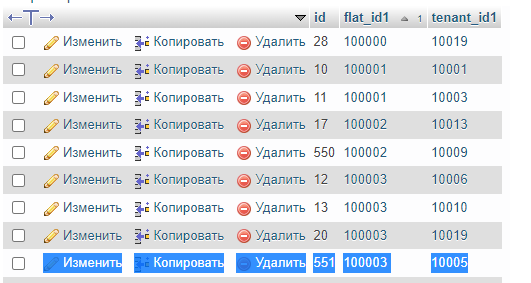 id flat_id1 1 tenant_id1
Изменить Копировать Удалить 28 100000 10019
Изменить Копировать Удалить 10 100001 10001
Изменить Копировать Удалить 11 100001 10003
Изменить Копировать Удалить 17 100002 10013
Изменить Копировать Удалить 550 100002 10009
Изменить Копировать Удалить 12 100003 10006
Изменить Копировать Удалить 13 100003 10010
Изменить Копировать Удалить 20 100003 10019
Изменить Копировать Удалить 551 100003 10005